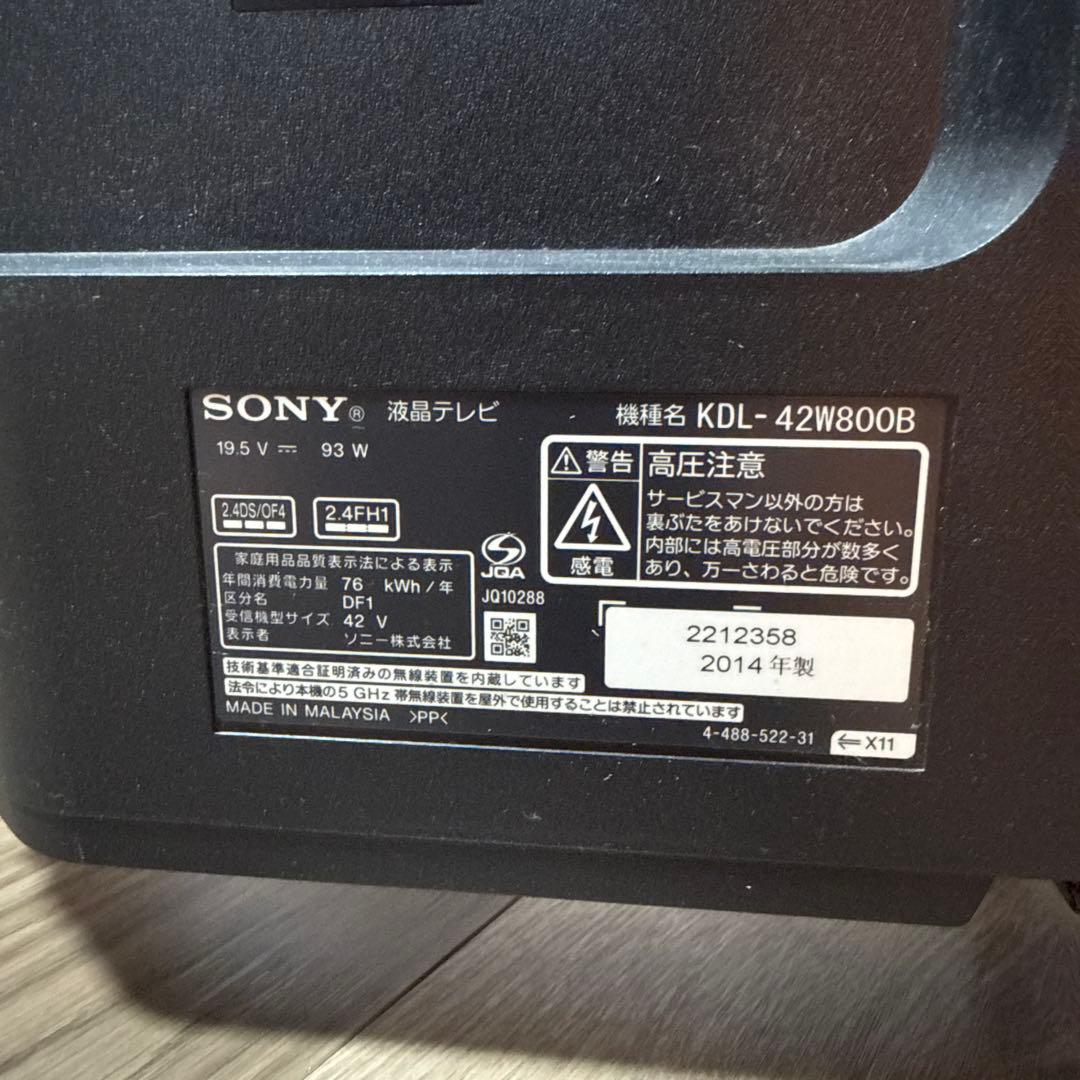 SONY® 液晶テレビ
機種名 KDL-42W800B
19.5 V ⎓ 93 W
⚠警告 高圧注意
サービスマン以外の方は
裏ぶたをあけないでください。
内部には高電圧部分が数多く
あり、万一さわると危険です。
感電
2.4DS/OF4
2.4FH1
家庭用品品質表示法による表示
年間消費電力量 76 kWh/年
区分名 DF1
受信機型サイズ 42 V
表示者 ソニー株式会社
JQA
JQ10288
2212358
2014年製
技術基準適合証明済みの無線装置を内蔵しています
法令により本機の5 GHz 帯無線装置を屋外で使用することは禁止されています
MADE IN MALAYSIA >PP<
4-488-522-31
⇐ X11